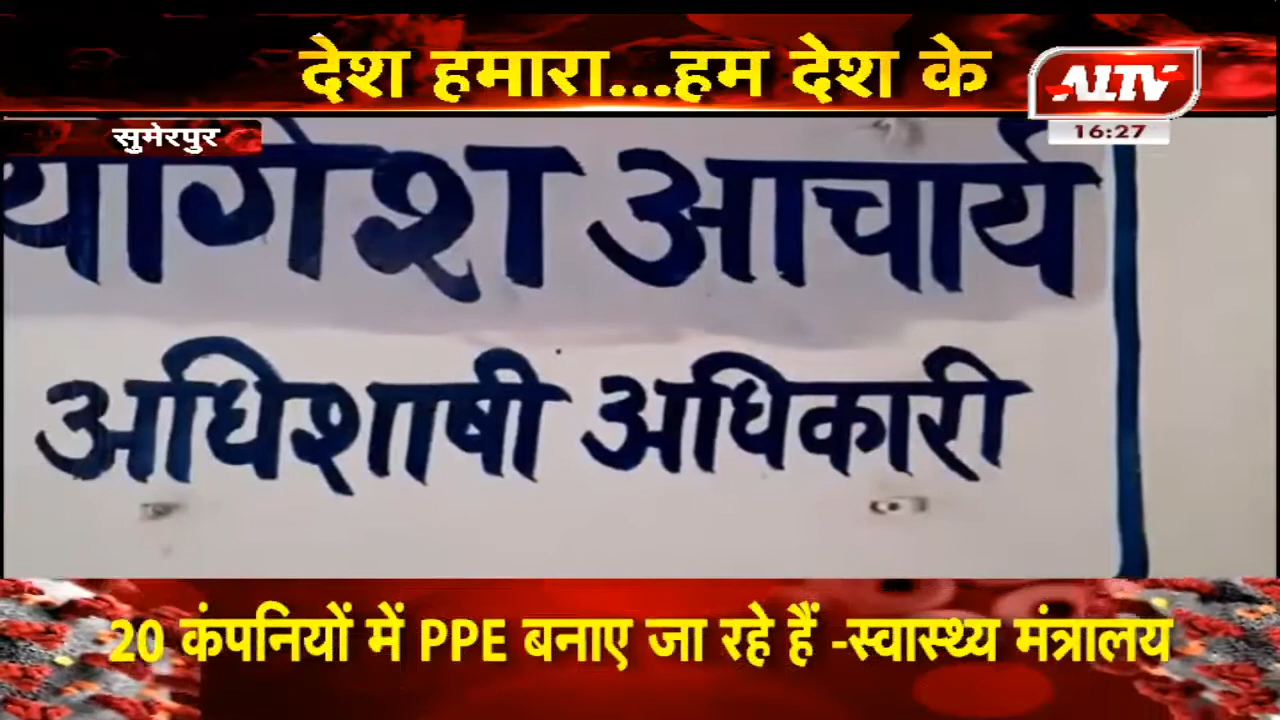 देश हमारा...हम देश के
ALTV
16:27
सुमेरपुर
योगेश आचार्य
अधिशाषी अधिकारी
20 कंपनियों में PPE बनाए जा रहे हैं -स्वास्थ्य मंत्रालय